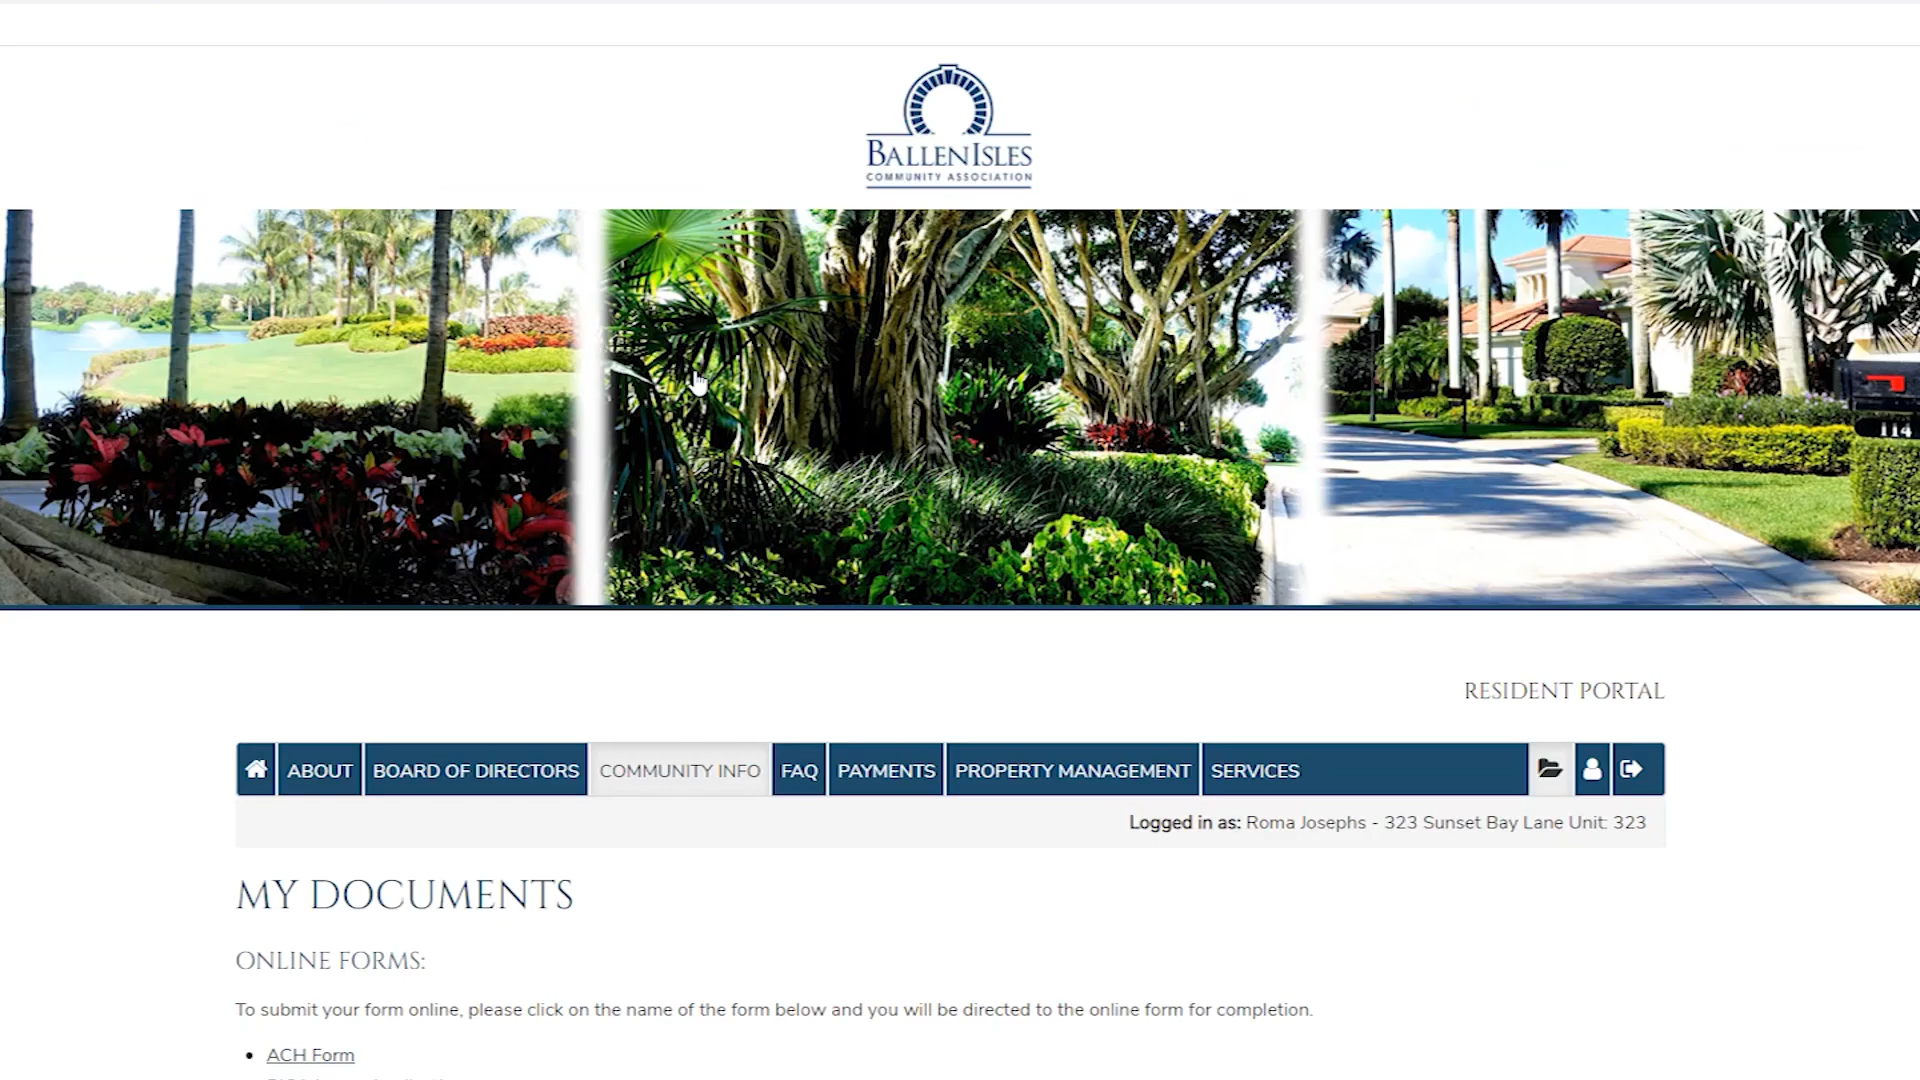 BALLENISLES
COMMUNITY ASSOCIATION
114
RESIDENT PORTAL
ABOUT BOARD OF DIRECTORS COMMUNITY INFO FAQ PAYMENTS PROPERTY MANAGEMENT SERVICES
Logged in as: Roma Josephs - 323 Sunset Bay Lane Unit: 323
MY DOCUMENTS
ONLINE FORMS:
To submit your form online, please click on the name of the form below and you will be directed to the online form for completion.
• ACH Form